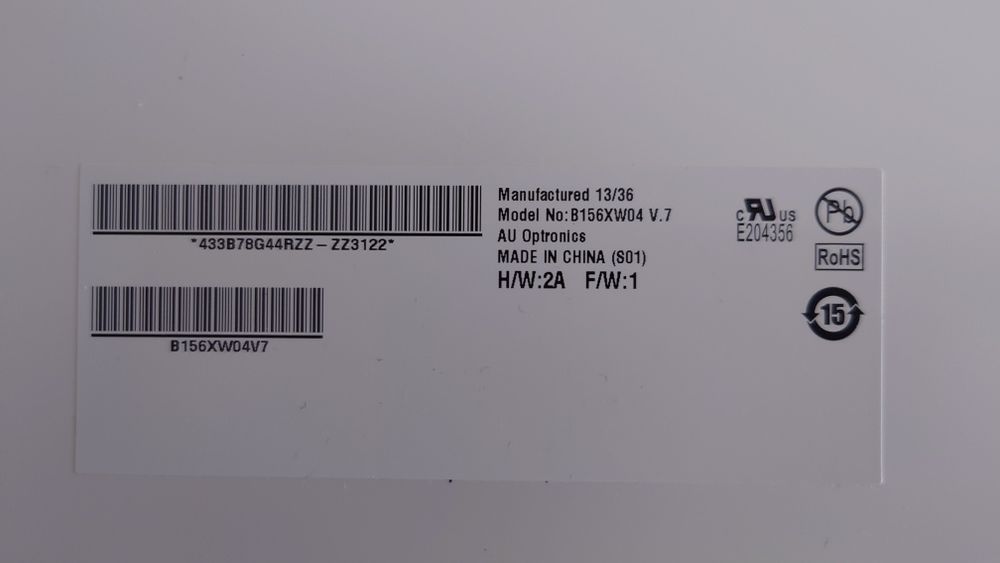 *433B78G44RZZ-ZZ3122*
B156XW04V7
Manufactured 13/36
Model No:B156XW04 V.7
AU Optronics
MADE IN CHINA (S01)
H/W:2A F/W:1
c RU US
E204356
Pb
RoHS
15